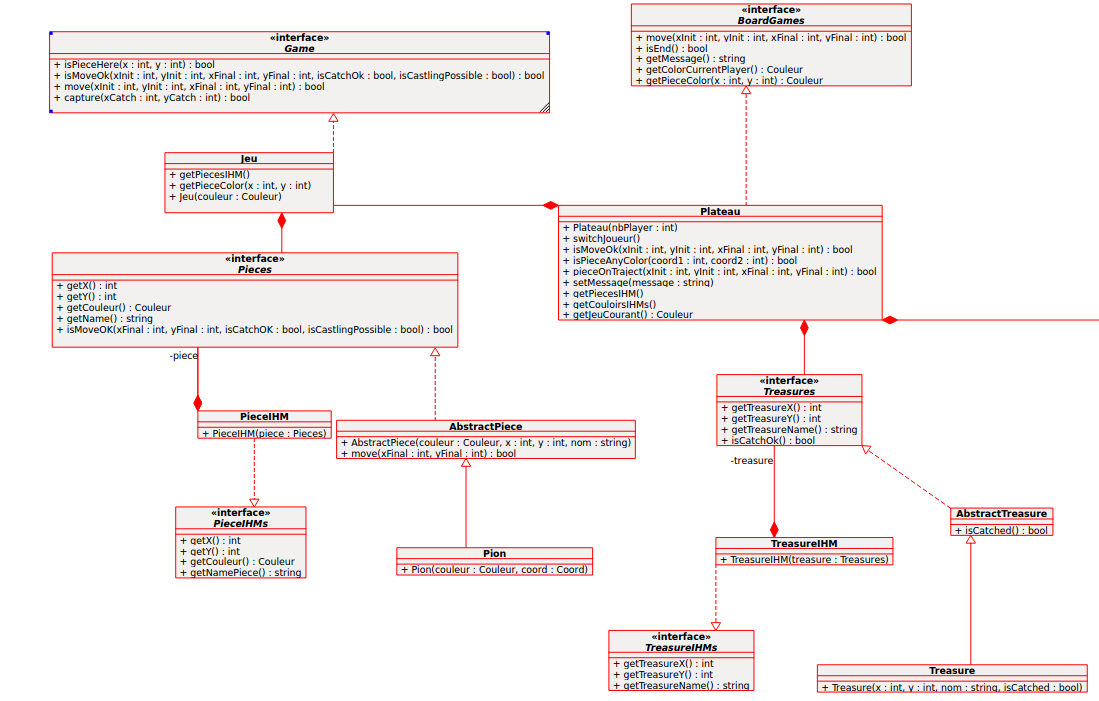 «interface»
Game
+ isPieceHere(x : int, y : int) : bool
+ isMoveOk(xInit : int, yInit : int, xFinal : int, yFinal : int, isCatchOk : bool, isCastlingPossible : bool) : bool
+ move(xInit : int, yInit : int, xFinal : int, yFinal : int) : bool
+ capture(xCatch : int, yCatch : int) : bool
«interface»
BoardGames
+ move(xInit : int, yInit : int, xFinal : int, yFinal : int) : bool
+ isEnd() : bool
+ getMessage() : string
+ getColorCurrentPlayer() : Couleur
+ getPieceColor(x : int, y : int) : Couleur
Jeu
+ getPiecesIHM()
+ getPieceColor(x : int, y : int)
+ Jeu(couleur : Couleur)
Plateau
+ Plateau(nbPlayer : int)
+ switchJoueur()
+ isMoveOk(xInit : int, yInit : int, xFinal : int, yFinal : int) : bool
+ isPieceAnyColor(coord1 : int, coord2 : int) : bool
+ pieceOnTraject(xInit : int, yInit : int, xFinal : int, yFinal : int) : bool
+ setMessage(message : string)
+ getPiecesIHM()
+ getCouloirsIHMs()
+ getJeuCourant() : Couleur
«interface»
Pieces
+ getX() : int
+ getY() : int
+ getCouleur() : Couleur
+ getName() : string
+ isMoveOK(xFinal : int, yFinal : int, isCatchOK : bool, isCastlingPossible : bool) : bool
-piece
PieceIHM
+ PieceIHM(piece : Pieces)
AbstractPiece
+ AbstractPiece(couleur : Couleur, x : int, y : int, nom : string)
+ move(xFinal : int, yFinal : int) : bool
«interface»
Treasures
+ getTreasureX() : int
+ getTreasureY() : int
+ getTreasureName() : string
+ isCatchOk() : bool
-treasure
«interface»
PieceIHMs
+ getX() : int
+ getY() : int
+ getCouleur() : Couleur
+ getNamePiece() : string
Pion
+ Pion(couleur : Couleur, coord : Coord)
TreasureIHM
+ TreasureIHM(treasure : Treasures)
AbstractTreasure
+ isCatched() : bool
«interface»
TreasureIHMs
+ getTreasureX() : int
+ getTreasureY() : int
+ getTreasureName() : string
Treasure
+ Treasure(x : int, y : int, nom : string, isCatched : bool)